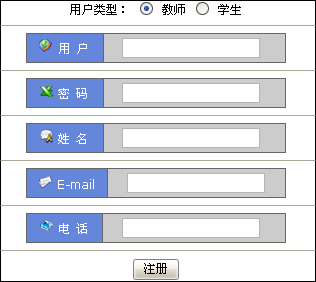 用户类型： 教师 学生
用 户
密 码
姓 名
E-mail
电 话
注册